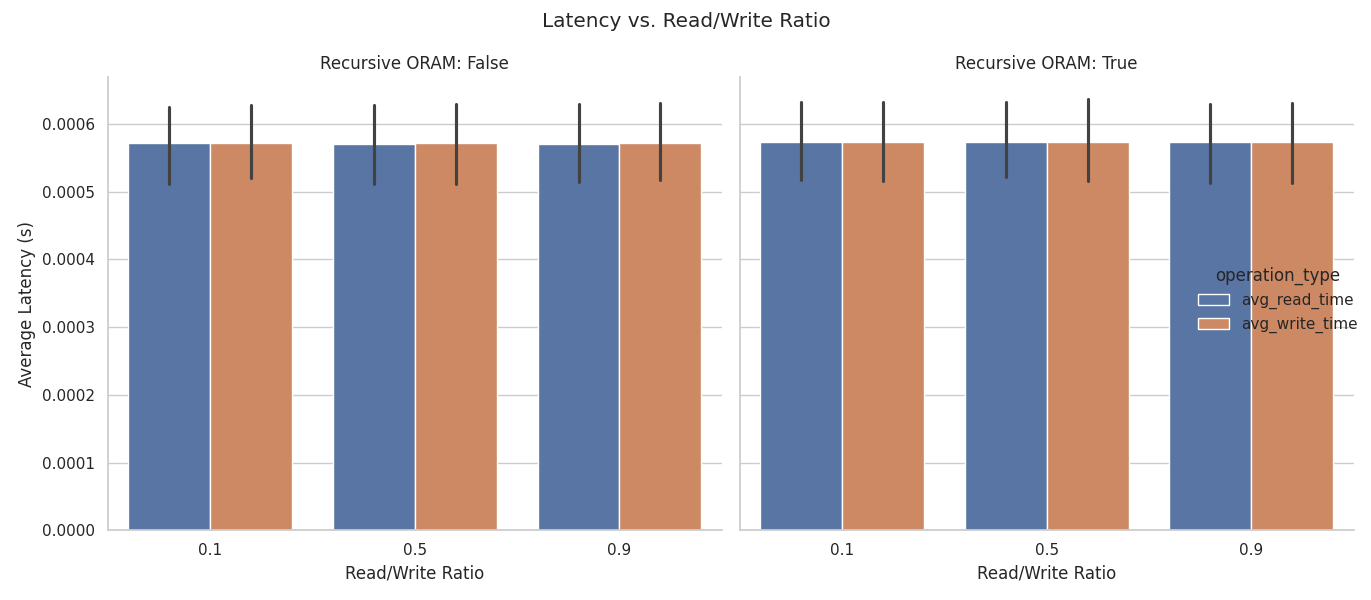 Latency vs. Read/Write Ratio
Recursive ORAM: False
Recursive ORAM: True
Average Latency (s)
0.0006
0.0005
0.0004
0.0003
0.0002
0.0001
0.0000
operation_type
avg_read_time
avg_write_time
0.1 0.5 0.9
0.1 0.5 0.9
Read/Write Ratio
Read/Write Ratio